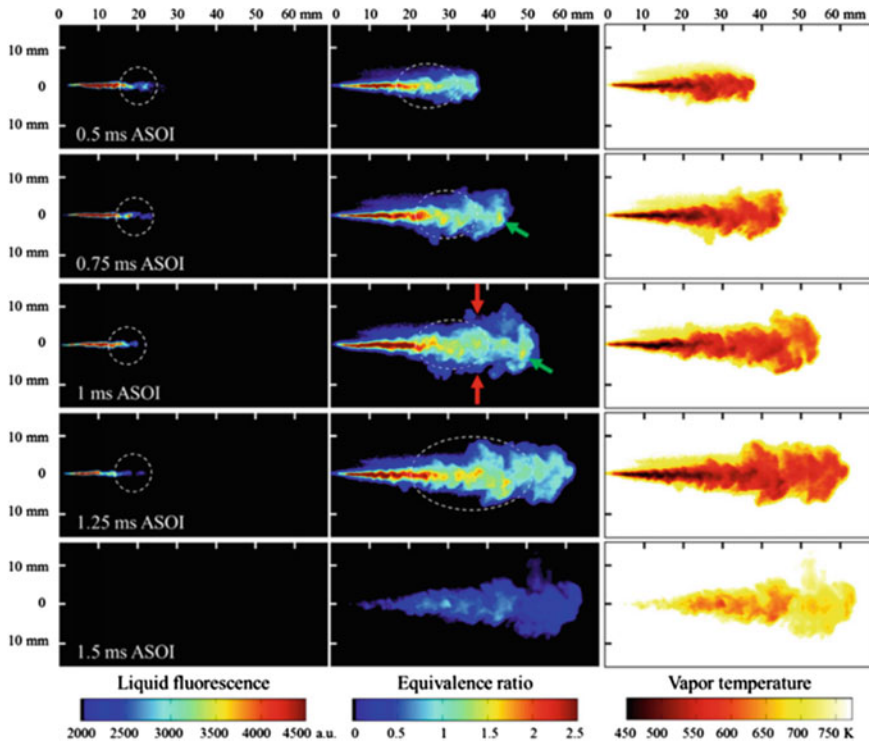 0 10 20 30 40 60 mm 0 10 20 30 40 60 mm 0 10 20 30 40 60 mm
10 mm
0
10 mm
0.5 ms ASOI
10 mm
0
10 mm
0.75 ms ASOI
10 mm
0
10 mm
1 ms ASOI
10 mm
0
10 mm
1.25 ms ASOI
10 mm
0
10 mm
1.5 ms ASOI
Liquid fluorescence Equivalence ratio Vapor temperature
2000 2500 3000 3500 4000 4500 a.u. 0 0.5 1 1.5 2 2.5 450 500 550 600 650 700 750 K